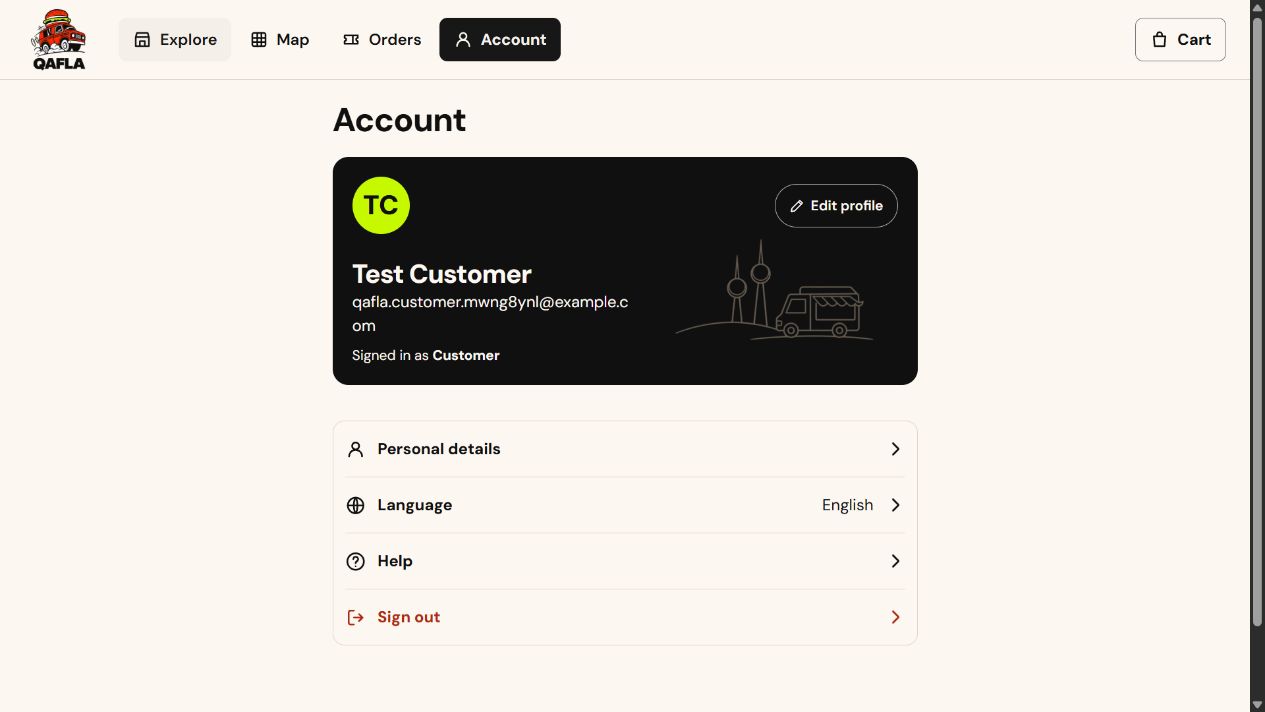 QAFLA
Explore
Map
Orders
Account
Cart
Account
TC
Edit profile
Test Customer
qafla.customer.mwng8ynl@example.c
om
Signed in as Customer
Personal details
Language
English
Help
Sign out